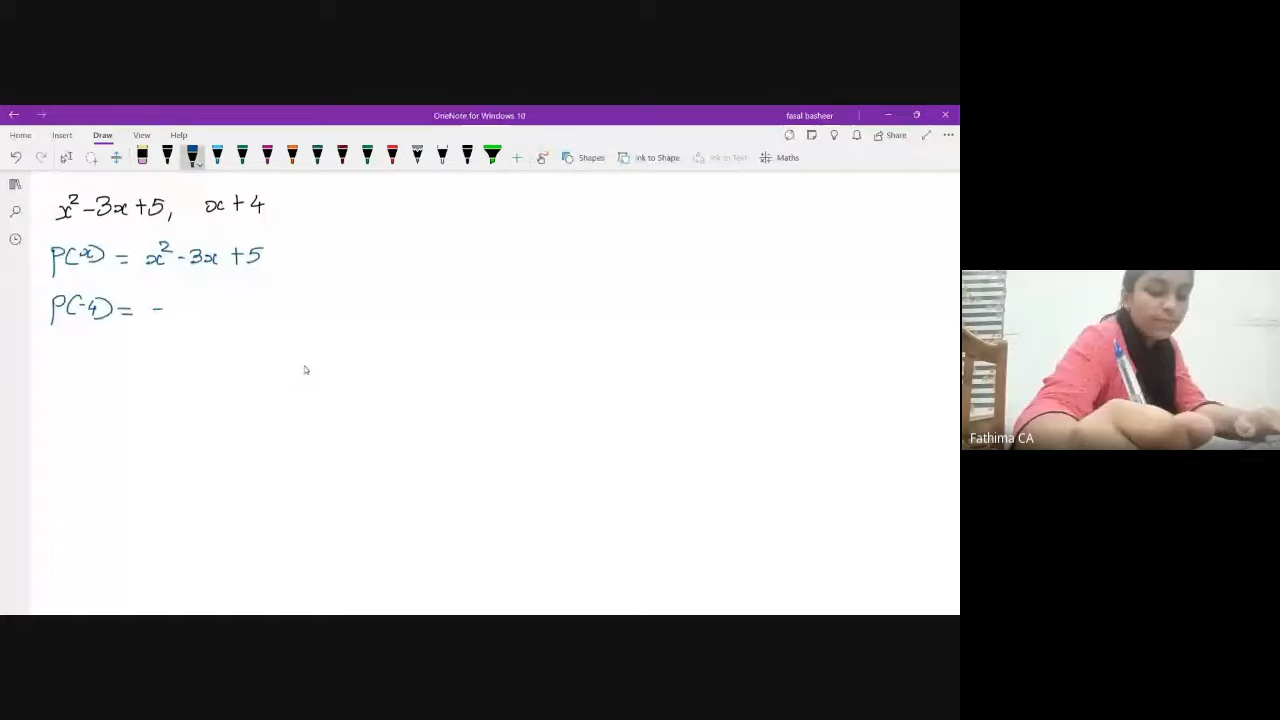 OneNote for Windows 10
fasal basheer
Home Insert Draw View Help
Share
Shapes Ink to Shape Ink to Text Maths
x² - 3x + 5, x + 4
P(x) = x² - 3x + 5
P(-4) = -
Fathima CA